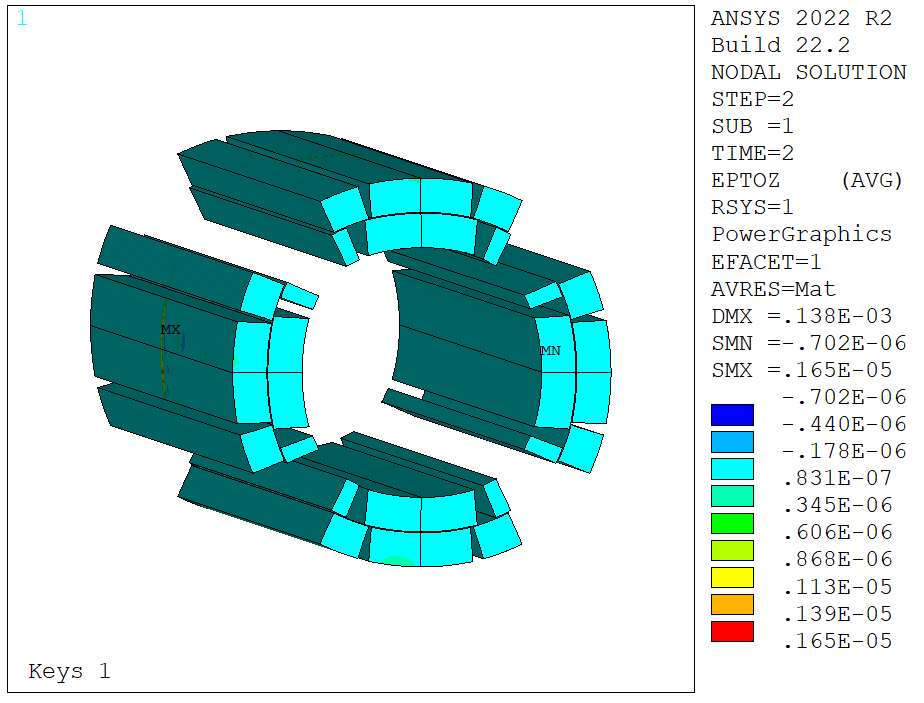 1
ANSYS 2022 R2
Build 22.2
NODAL SOLUTION
STEP=2
SUB =1
TIME=2
EPTOZ (AVG)
RSYS=1
PowerGraphics
EFACET=1
AVRES=Mat
DMX =.138E-03
SMN =-.702E-06
SMX =.165E-05
-.702E-06
-.440E-06
-.178E-06
.831E-07
.345E-06
.606E-06
.868E-06
.113E-05
.139E-05
.165E-05
MX
MN
Keys 1